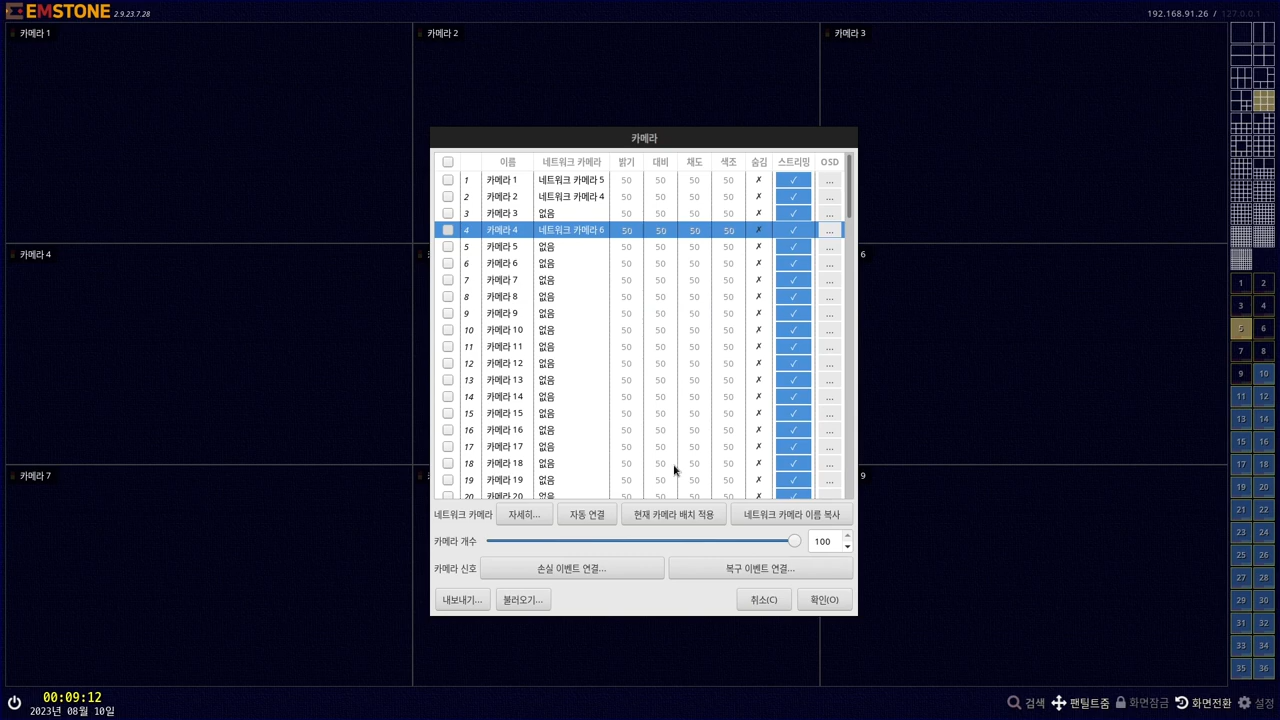 EMSTONE 2.9.23.7.28
192.168.91.26 / 127.0.0.1
카메라 1
카메라 2
카메라 3
카메라 4
6
카메라 7
9
카메라
이름 네트워크 카메라 밝기 대비 채도 색조 숨김 스트리밍 OSD
1 카메라 1 네트워크 카메라 5 50 50 50 50 ✗ ✓ ...
2 카메라 2 네트워크 카메라 4 50 50 50 50 ✗ ✓ ...
3 카메라 3 없음 50 50 50 50 ✗ ✓ ...
4 카메라 4 네트워크 카메라 6 50 50 50 50 ✗ ✓ ...
5 카메라 5 없음 50 50 50 50 ✗ ✓ ...
6 카메라 6 없음 50 50 50 50 ✗ ✓ ...
7 카메라 7 없음 50 50 50 50 ✗ ✓ ...
8 카메라 8 없음 50 50 50 50 ✗ ✓ ...
9 카메라 9 없음 50 50 50 50 ✗ ✓ ...
10 카메라 10 없음 50 50 50 50 ✗ ✓ ...
11 카메라 11 없음 50 50 50 50 ✗ ✓ ...
12 카메라 12 없음 50 50 50 50 ✗ ✓ ...
13 카메라 13 없음 50 50 50 50 ✗ ✓ ...
14 카메라 14 없음 50 50 50 50 ✗ ✓ ...
15 카메라 15 없음 50 50 50 50 ✗ ✓ ...
16 카메라 16 없음 50 50 50 50 ✗ ✓ ...
17 카메라 17 없음 50 50 50 50 ✗ ✓ ...
18 카메라 18 없음 50 50 50 50 ✗ ✓ ...
19 카메라 19 없음 50 50 50 50 ✗ ✓ ...
20 카메라 20 없음 50 50 50 50 ✗ ✓ ...
네트워크 카메라 자세히... 자동 연결 현재 카메라 배치 적용 네트워크 카메라 이름 복사
카메라 개수 100
카메라 신호 손실 이벤트 연결... 복구 이벤트 연결...
내보내기... 불러오기... 취소(C) 확인(O)
1 2
3 4
5 6
7 8
9 10
11 12
13 14
15 16
17 18
19 20
21 22
23 24
25 26
27 28
29 30
31 32
33 34
35 36
00:09:12
2023년 08월 10일
검색 팬틸트줌 화면잠금 화면전환 설정